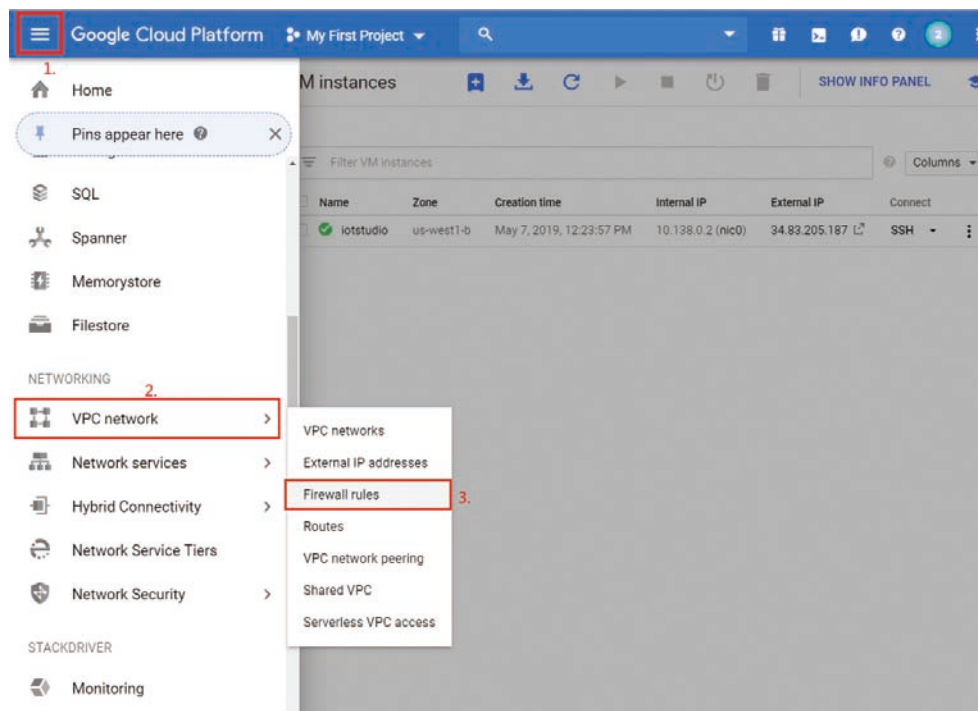 Google Cloud Platform My First Project 2
1.
Home M instances SHOW INFO PANEL
Pins appear here
Filter VM instances Columns
SQL Name Zone Creation time Internal IP External IP Connect
iotstudio us-west1-b May 7, 2019, 12:23:57 PM 10.138.0.2 (nic0) 34.83.205.187 SSH
Spanner
Memorystore
Filestore
NETWORKING
2.
VPC network
VPC networks
Network services External IP addresses
Firewall rules 3.
Hybrid Connectivity
Routes
Network Service Tiers
VPC network peering
Network Security Shared VPC
Serverless VPC access
STACKDRIVER
Monitoring